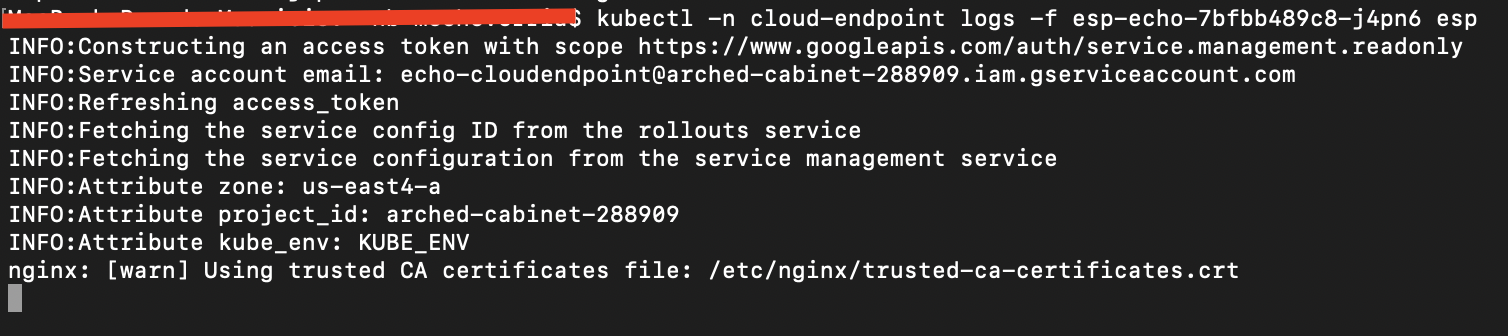 $ kubectl -n cloud-endpoint logs -f esp-echo-7bfbb489c8-j4pn6 esp
INFO:Constructing an access token with scope https://www.googleapis.com/auth/service.management.readonly
INFO:Service account email: echo-cloudendpoint@arched-cabinet-288909.iam.gserviceaccount.com
INFO:Refreshing access_token
INFO:Fetching the service config ID from the rollouts service
INFO:Fetching the service configuration from the service management service
INFO:Attribute zone: us-east4-a
INFO:Attribute project_id: arched-cabinet-288909
INFO:Attribute kube_env: KUBE_ENV
nginx: [warn] Using trusted CA certificates file: /etc/nginx/trusted-ca-certificates.crt